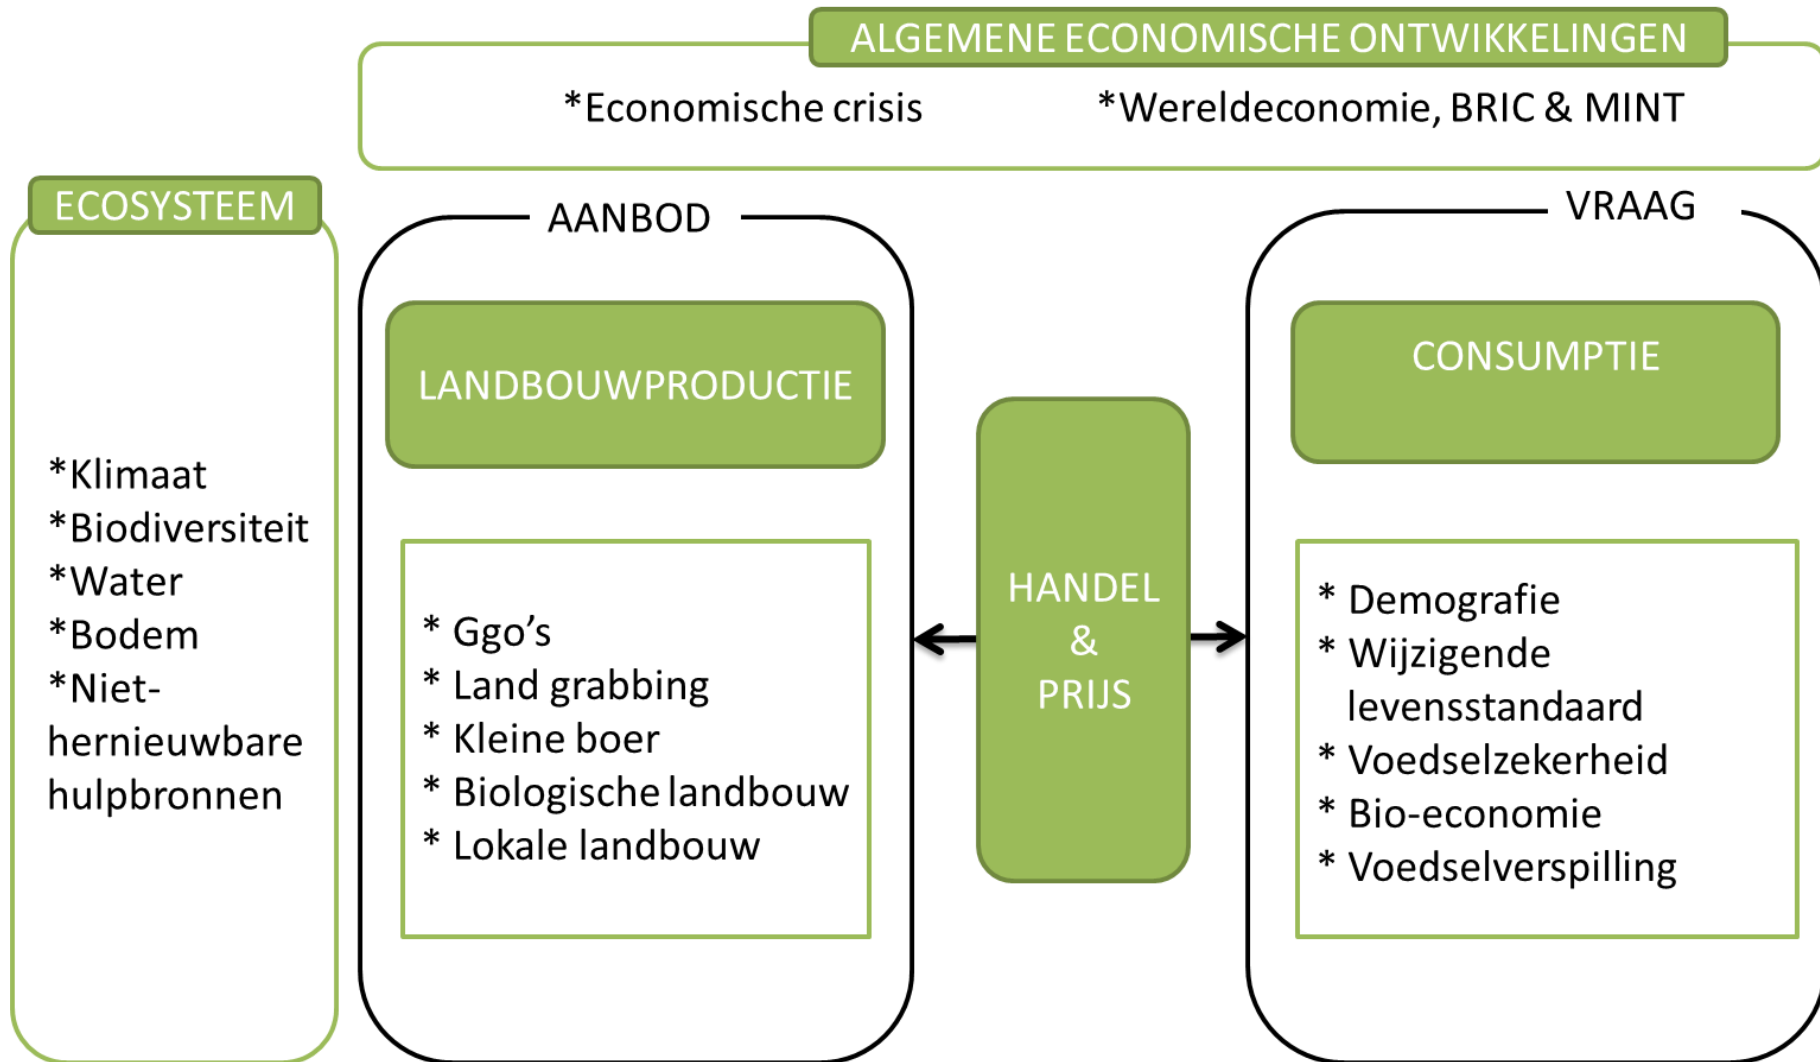 ALGEMENE ECONOMISCHE ONTWIKKELINGEN
*Economische crisis
*Wereldeconomie, BRIC & MINT
ECOSYSTEEM
*Klimaat
*Biodiversiteit
*Water
*Bodem
*Niet-
hernieuwbare
hulpbronnen
AANBOD
LANDBOUWPRODUCTIE
* Ggo’s
* Land grabbing
* Kleine boer
* Biologische landbouw
* Lokale landbouw
HANDEL
&
PRIJS
VRAAG
CONSUMPTIE
* Demografie
* Wijzigende
levensstandaard
* Voedselzekerheid
* Bio-economie
* Voedselverspilling